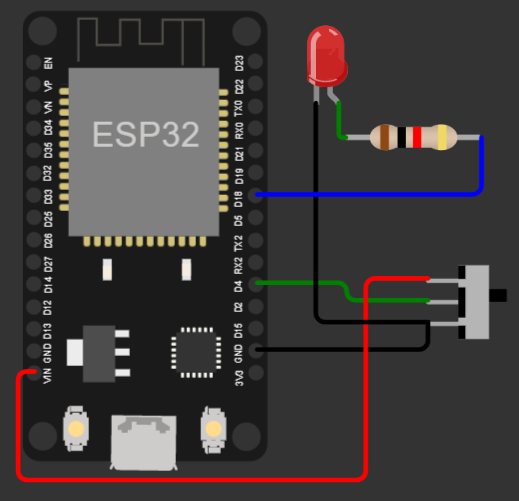 ESP32
EN
VP
VN
D34
D35
D32
D33
D25
D26
D27
D14
D12
D13
GND
VIN
D23
D22
TX0
RX0
D21
D19
D18
D5
TX2
RX2
D4
D2
D15
GND
3V3